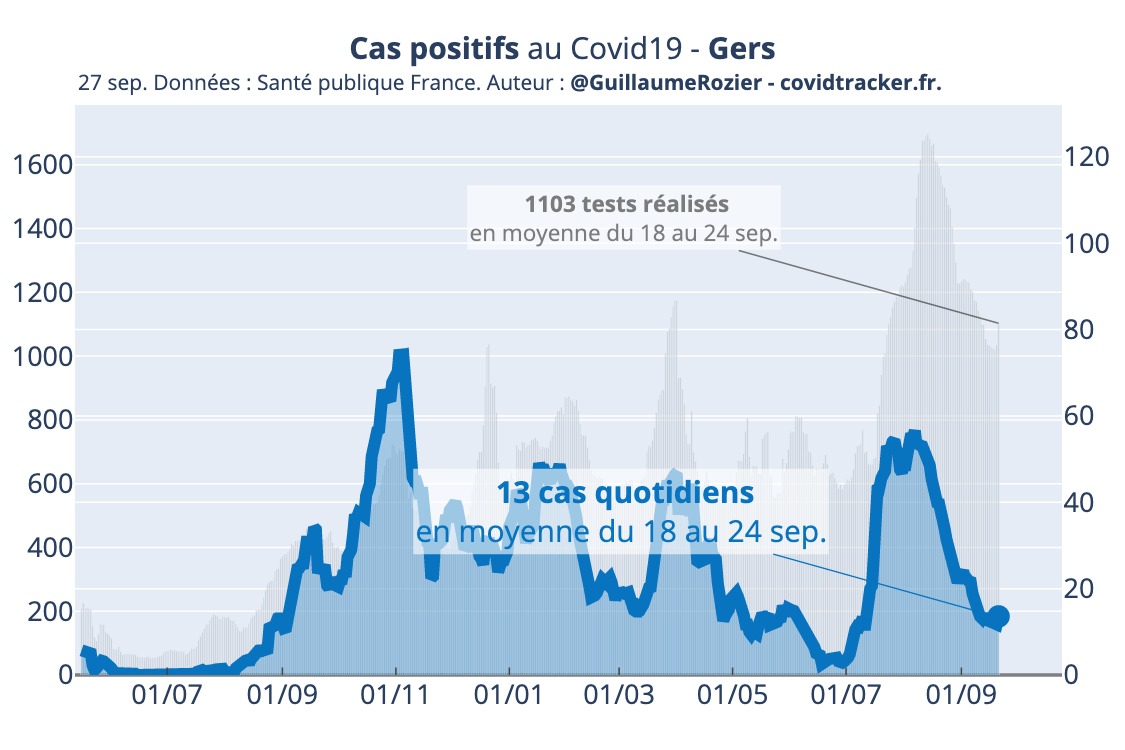 Cas positifs au Covid19 - Gers
27 sep. Données : Santé publique France. Auteur : @GuillaumeRozier - covidtracker.fr.
1600
1400
1200
1000
800
600
400
200
0
120
100
80
60
40
20
0
1103 tests réalisés
en moyenne du 18 au 24 sep.
13 cas quotidiens
en moyenne du 18 au 24 sep.
01/07 01/09 01/11 01/01 01/03 01/05 01/07 01/09